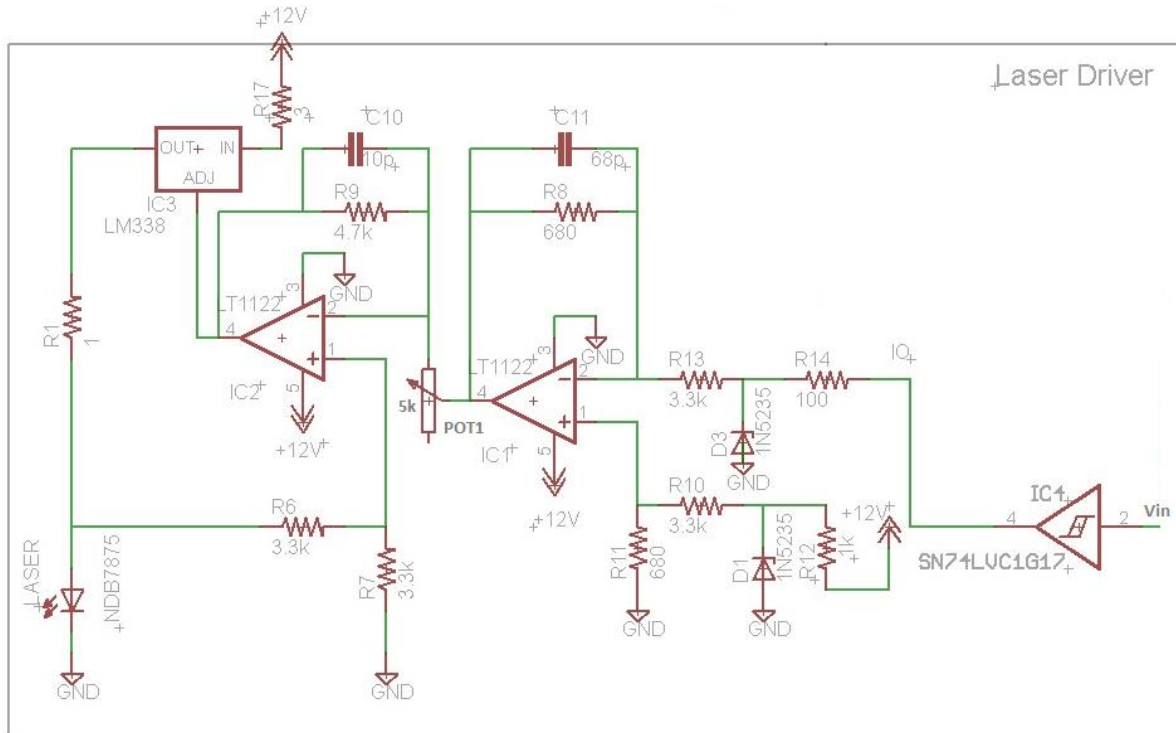 +12V
Laser Driver
R17
3
C10
10p
C11
68p
OUT
IN
ADJ
IC3
LM338
R9
4.7k
R8
680
3
GND
3
GND
LT1122
2
4
1
IC2
5
+12V
R1
1
LT1122
2
4
1
IC1
5
+12V
5k
POT1
R13
3.3k
R14
100
IO
D3
1N5235
GND
R6
3.3k
R7
3.3k
GND
R10
3.3k
R11
680
GND
D1
1N5235
GND
R12
1k
+12V
IC4
4
2
Vin
SN74LVC1G17
LASER
NDB7875
GND